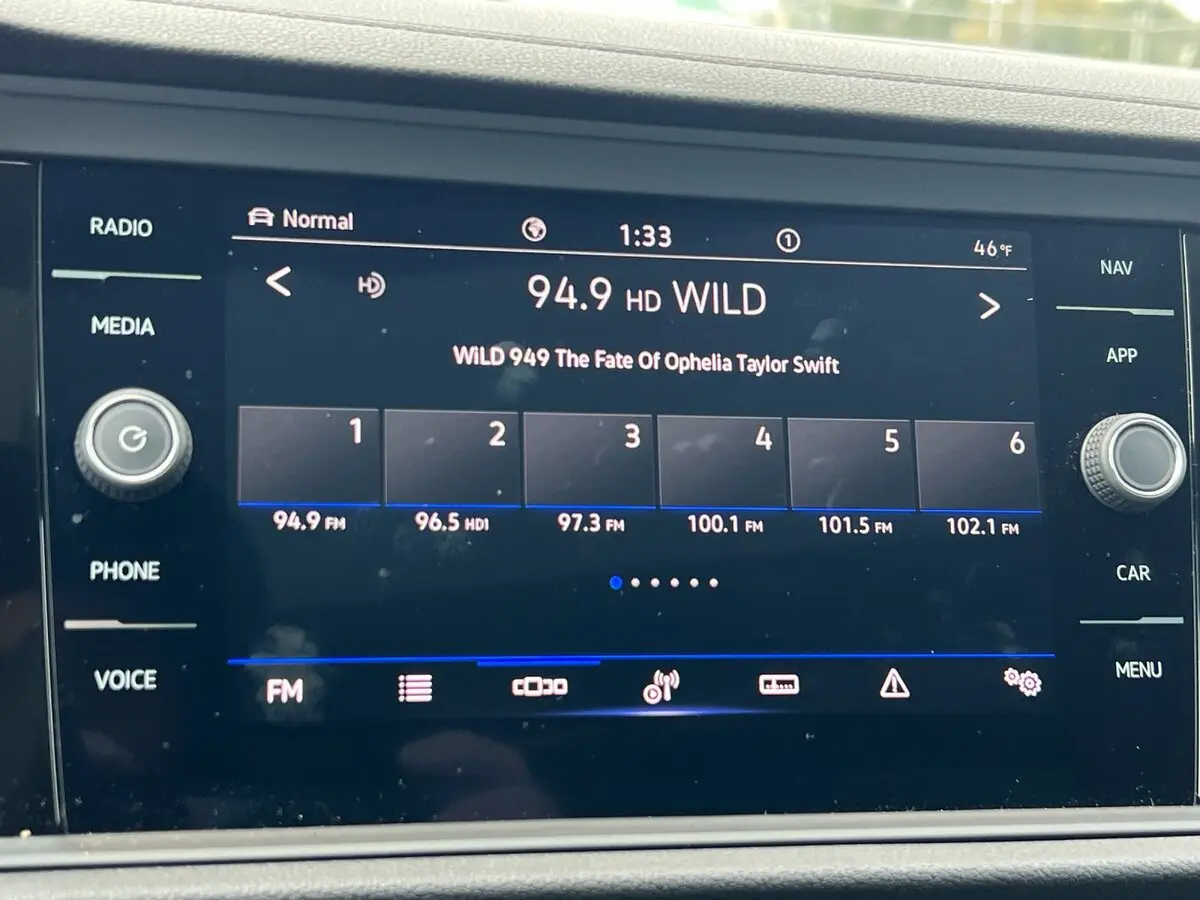 RADIO
MEDIA
PHONE
VOICE
Normal
1:33
1
46°F
HD
94.9 HD WILD
WiLD 949 The Fate Of Ophelia Taylor Swift
1 2 3 4 5 6
94.9 FM 96.5 HD1 97.3 FM 100.1 FM 101.5 FM 102.1 FM
FM
NAV
APP
CAR
MENU